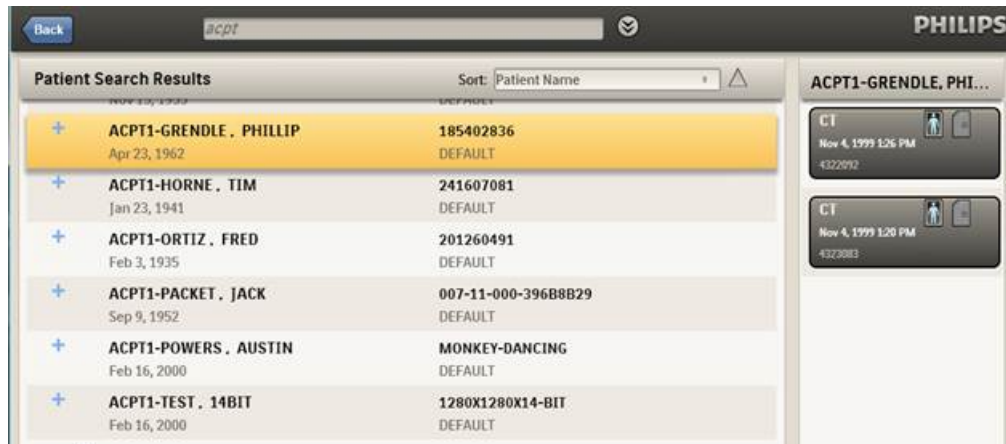 Back
acpt
PHILIPS
Patient Search Results
Sort: Patient Name
ACPT1-GRENDLE, PHI...
Nov 15, 1955 DEFAULT
ACPT1-GRENDLE, PHILLIP 185402836
Apr 23, 1962 DEFAULT
ACPT1-HORNE, TIM 241607081
Jan 23, 1941 DEFAULT
ACPT1-ORTIZ, FRED 201260491
Feb 3, 1935 DEFAULT
ACPT1-PACKET, JACK 007-11-000-396B8B29
Sep 9, 1952 DEFAULT
ACPT1-POWERS, AUSTIN MONKEY-DANCING
Feb 16, 2000 DEFAULT
ACPT1-TEST, 14BIT 1280X1280X14-BIT
Feb 16, 2000 DEFAULT
CT
Nov 4, 1999 1:26 PM
4322092
CT
Nov 4, 1999 1:20 PM
4323083